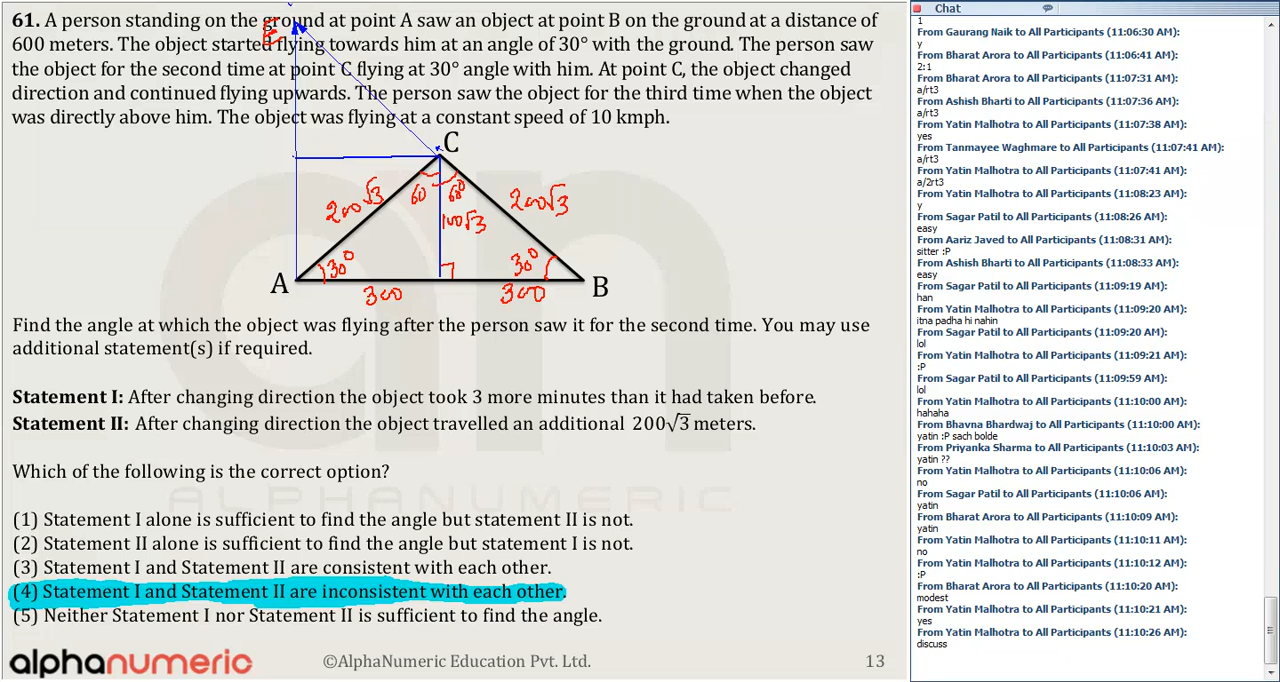 61. A person standing on the ground at point A saw an object at point B on the ground at a distance of
600 meters. The object started flying towards him at an angle of 30° with the ground. The person saw
the object for the second time at point C flying at 30° angle with him. At point C, the object changed
direction and continued flying upwards. The person saw the object for the third time when the object
was directly above him. The object was flying at a constant speed of 10 kmph.
E
C
200√3
60
60°
200√3
100√3
30°
30°
A
B
300
300
Find the angle at which the object was flying after the person saw it for the second time. You may use
additional statement(s) if required.
Statement I: After changing direction the object took 3 more minutes than it had taken before.
Statement II: After changing direction the object travelled an additional 200√3 meters.
Which of the following is the correct option?
ALPHANUMERIC
(1) Statement I alone is sufficient to find the angle but statement II is not.
(2) Statement II alone is sufficient to find the angle but statement I is not.
(3) Statement I and Statement II are consistent with each other.
(4) Statement I and Statement II are inconsistent with each other.
(5) Neither Statement I nor Statement II is sufficient to find the angle.
alphanumeric
©AlphaNumeric Education Pvt. Ltd.
13
Chat
1
From Gaurang Naik to All Participants (11:06:30 AM):
y
From Bharat Arora to All Participants (11:06:41 AM):
2:1
From Bharat Arora to All Participants (11:07:31 AM):
a/rt3
From Ashish Bharti to All Participants (11:07:36 AM):
a/rt3
From Yatin Malhotra to All Participants (11:07:38 AM):
yes
From Tanmayee Waghmare to All Participants (11:07:41 AM):
a/rt3
From Yatin Malhotra to All Participants (11:07:41 AM):
a/2rt3
From Yatin Malhotra to All Participants (11:08:23 AM):
y
From Sagar Patil to All Participants (11:08:26 AM):
easy
From Aariz Javed to All Participants (11:08:31 AM):
sitter :P
From Ashish Bharti to All Participants (11:08:33 AM):
easy
From Sagar Patil to All Participants (11:09:19 AM):
han
From Yatin Malhotra to All Participants (11:09:20 AM):
itna padha hi nahin
From Sagar Patil to All Participants (11:09:20 AM):
lol
From Yatin Malhotra to All Participants (11:09:21 AM):
:P
From Sagar Patil to All Participants (11:09:59 AM):
lol
From Yatin Malhotra to All Participants (11:10:00 AM):
hahaha
From Bhavna Bhardwaj to All Participants (11:10:00 AM):
yatin :P sach bolde
From Priyanka Sharma to All Participants (11:10:03 AM):
yatin ??
From Yatin Malhotra to All Participants (11:10:06 AM):
no
From Sagar Patil to All Participants (11:10:06 AM):
yatin
From Bharat Arora to All Participants (11:10:09 AM):
yatin
From Yatin Malhotra to All Participants (11:10:11 AM):
no
From Yatin Malhotra to All Participants (11:10:12 AM):
:P
From Bharat Arora to All Participants (11:10:20 AM):
modest
From Yatin Malhotra to All Participants (11:10:21 AM):
yes
From Yatin Malhotra to All Participants (11:10:26 AM):
discuss